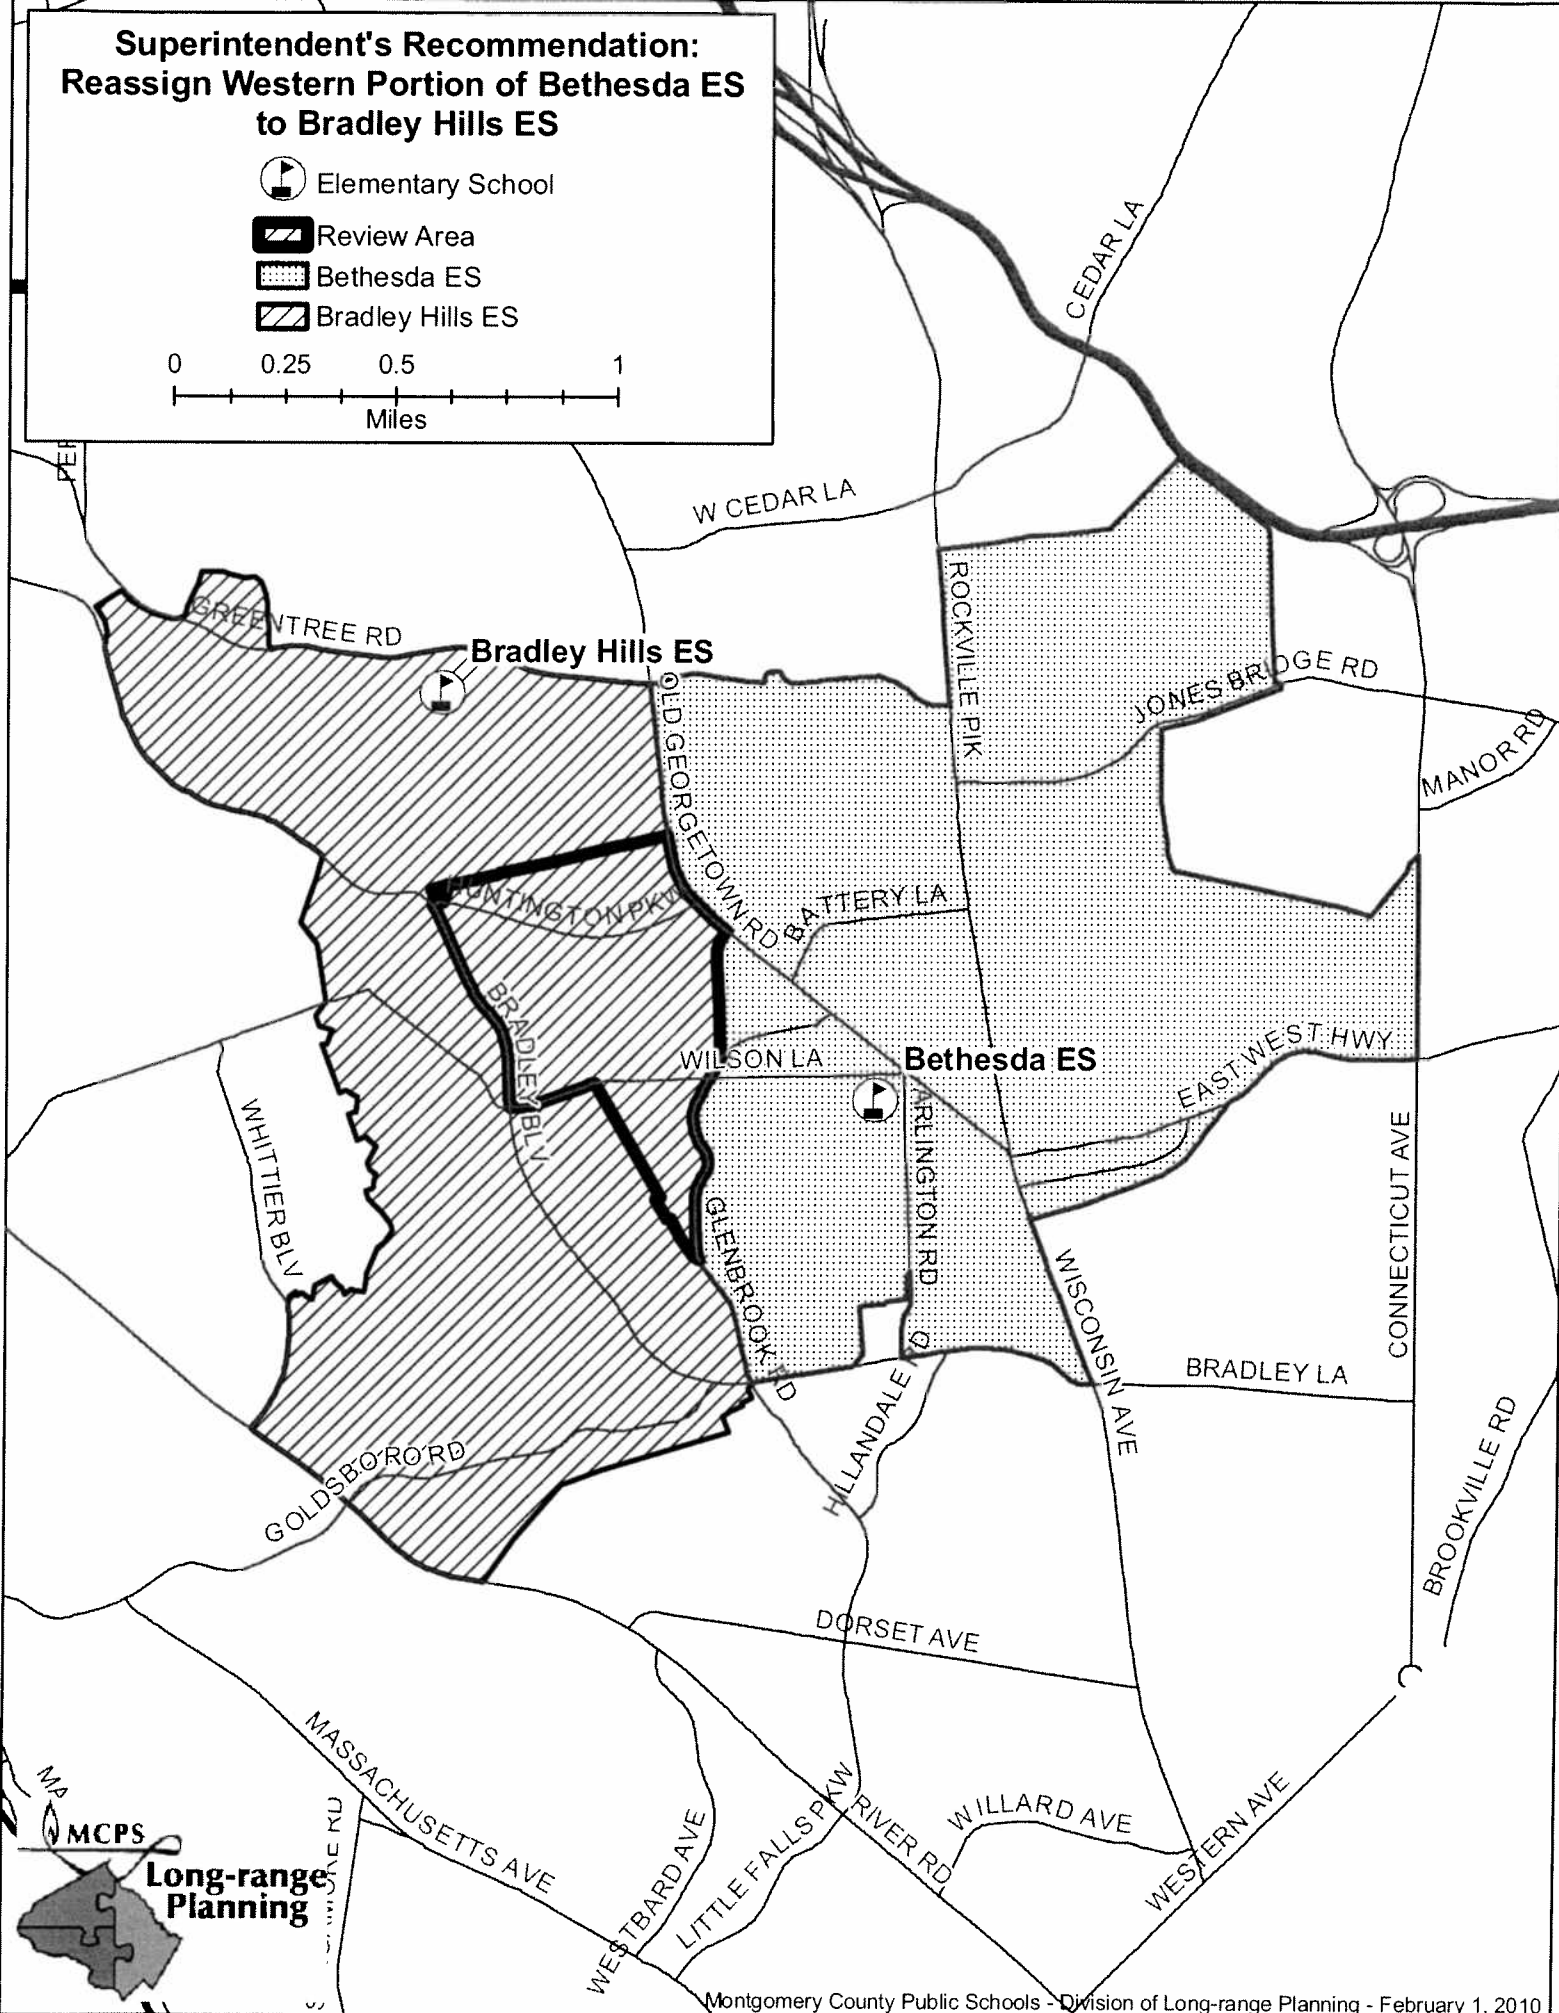 Superintendent's Recommendation:
Reassign Western Portion of Bethesda ES
to Bradley Hills ES
Elementary School
Review Area
Bethesda ES
Bradley Hills ES
0 0.25 0.5 1
Miles
CEDAR LA
W CEDAR LA
GREENTREE RD
Bradley Hills ES
ROCKVILLE PIK
OLD GEORGETOWN RD
JONES BRIDGE RD
MANOR RD
HUNTINGTON PKW
BATTERY LA
BRADLEY BLV
WILSON LA
Bethesda ES
EAST WEST HWY
WHITTIER BLV
ARLINGTON RD
CONNECTICUT AVE
GLENBROOK RD
WISCONSIN AVE
BRADLEY LA
HILLANDALE RD
GOLDSBORO RD
BROOKVILLE RD
DORSET AVE
MASSACHUSETTS AVE
MA
WESTBARD AVE
LITTLE FALLS PKW
RIVER RD
WILLARD AVE
WESTERN AVE
MCPS
Long-range
Planning
Montgomery County Public Schools - Division of Long-range Planning - February 1, 2010